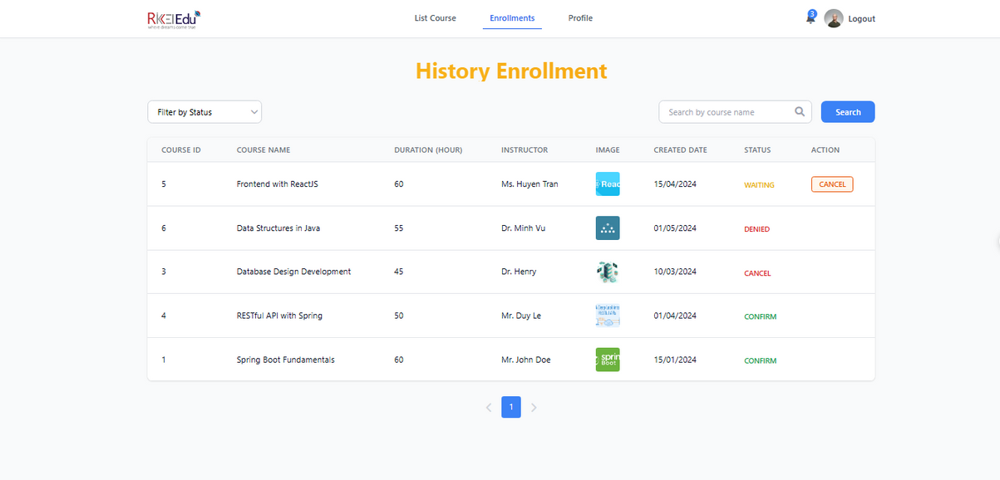 RIKKEI Edu
where dreams come true
List Course Enrollments Profile
3
Logout
History Enrollment
Filter by Status
Search by course name
Search
COURSE ID COURSE NAME DURATION (HOUR) INSTRUCTOR IMAGE CREATED DATE STATUS ACTION
5 Frontend with ReactJS 60 Ms. Huyen Tran Reac 15/04/2024 WAITING CANCEL
6 Data Structures in Java 55 Dr. Minh Vu 01/05/2024 DENIED
3 Database Design Development 45 Dr. Henry 10/03/2024 CANCEL
4 RESTful API with Spring 50 Mr. Duy Le 01/04/2024 CONFIRM
1 Spring Boot Fundamentals 60 Mr. John Doe sprin Boot 15/01/2024 CONFIRM
1